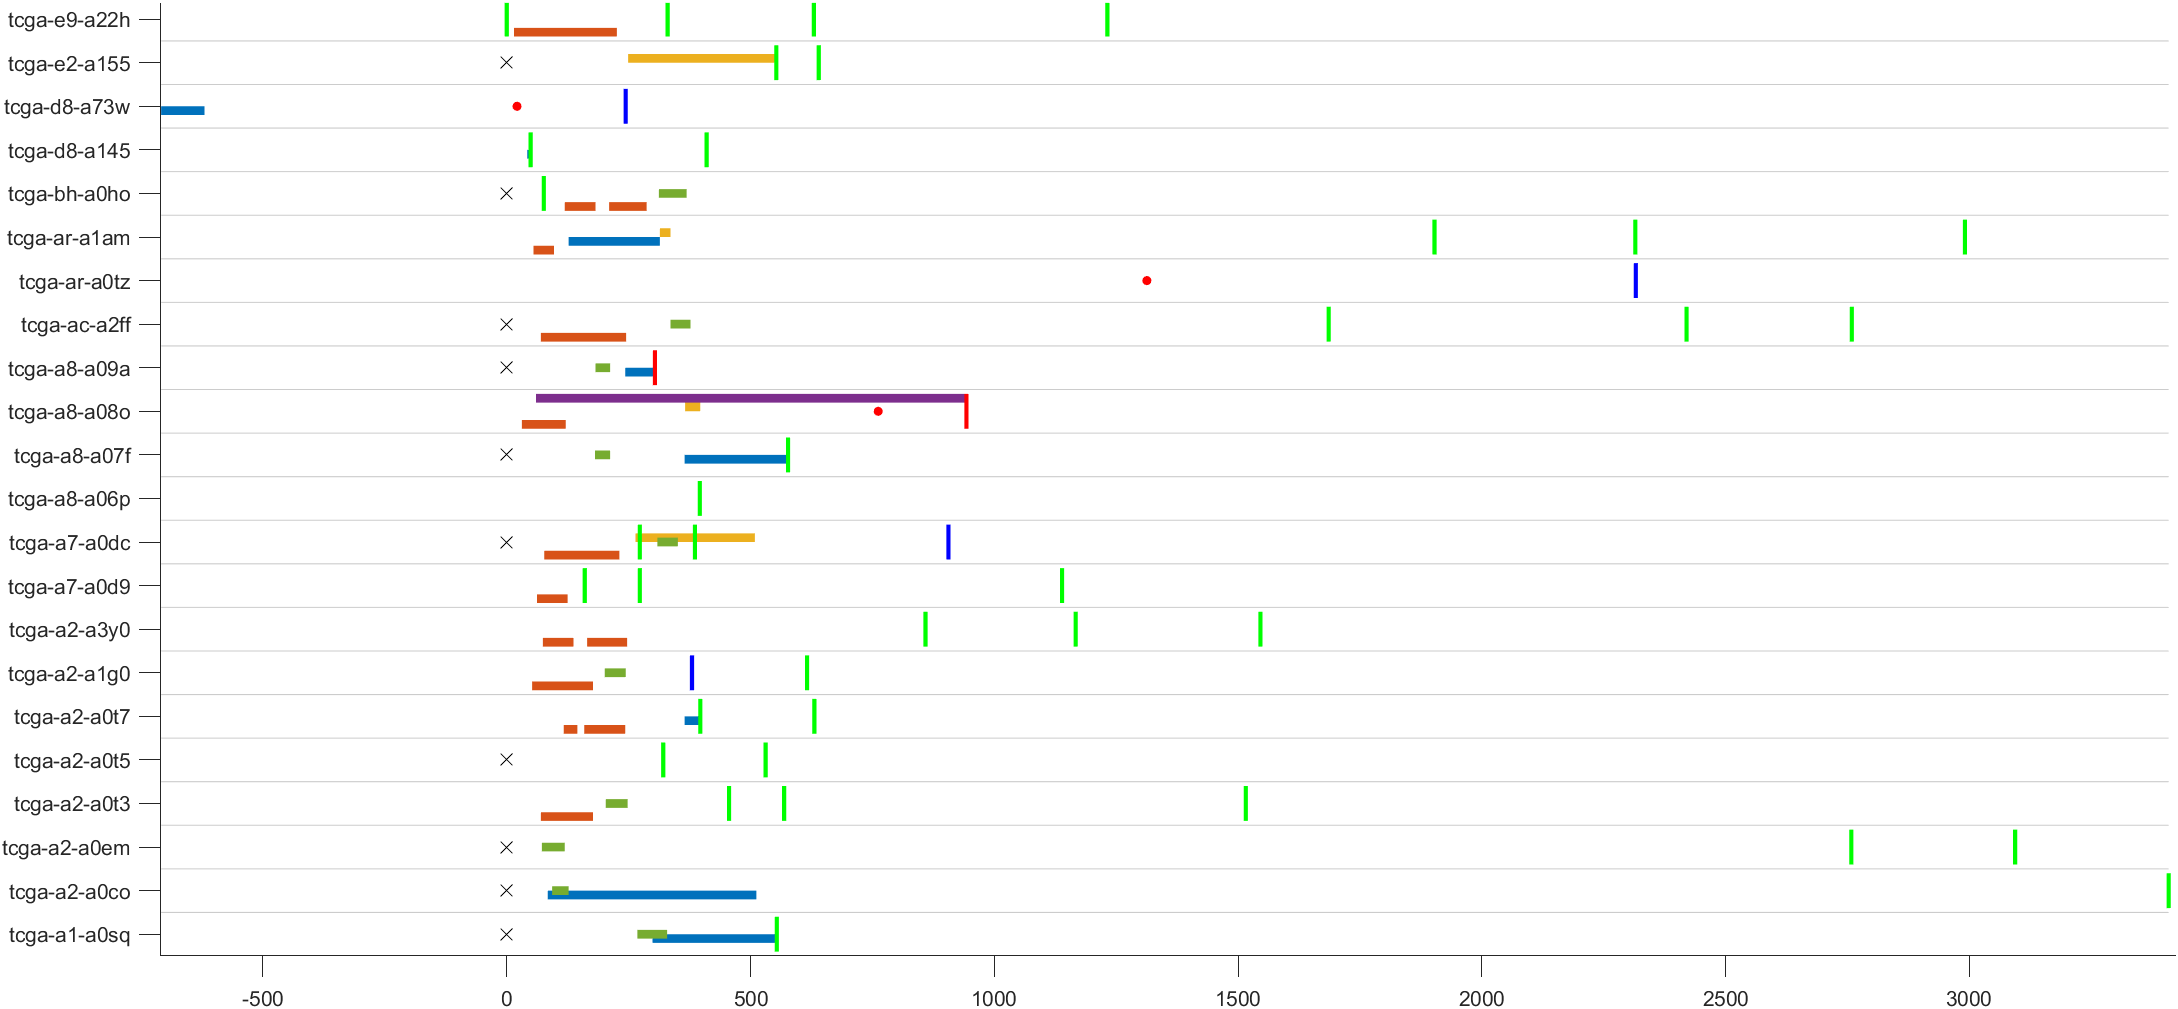 tcga-e9-a22h
tcga-e2-a155
tcga-d8-a73w
tcga-d8-a145
tcga-bh-a0ho
tcga-ar-a1am
tcga-ar-a0tz
tcga-ac-a2ff
tcga-a8-a09a
tcga-a8-a08o
tcga-a8-a07f
tcga-a8-a06p
tcga-a7-a0dc
tcga-a7-a0d9
tcga-a2-a3y0
tcga-a2-a1g0
tcga-a2-a0t7
tcga-a2-a0t5
tcga-a2-a0t3
tcga-a2-a0em
tcga-a2-a0co
tcga-a1-a0sq
-500 0 500 1000 1500 2000 2500 3000